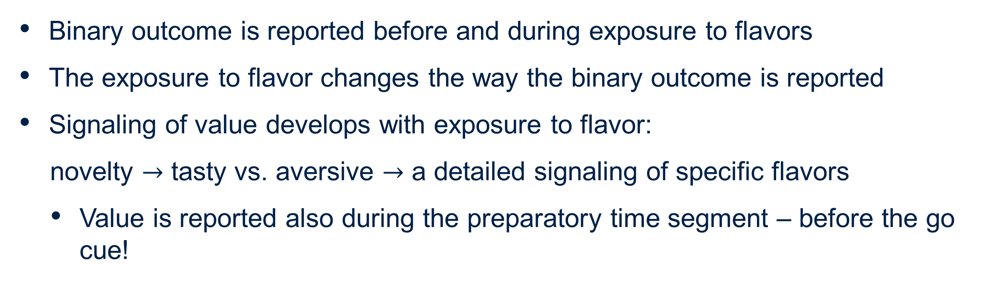 • Binary outcome is reported before and during exposure to flavors
• The exposure to flavor changes the way the binary outcome is reported
• Signaling of value develops with exposure to flavor:
novelty → tasty vs. aversive → a detailed signaling of specific flavors
• Value is reported also during the preparatory time segment – before the go
cue!